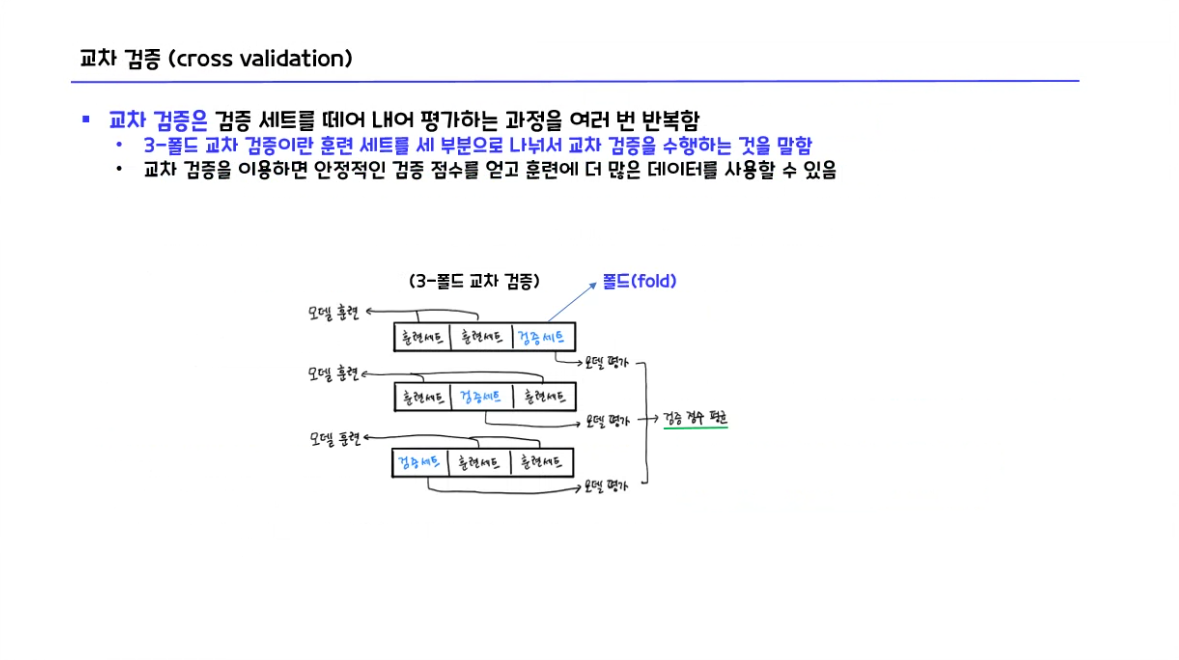 교차 검증 (cross validation)
▪ 교차 검증은 검증 세트를 떼어 내어 평가하는 과정을 여러 번 반복함
• 3-폴드 교차 검증이란 훈련 세트를 세 부분으로 나눠서 교차 검증을 수행하는 것을 말함
• 교차 검증을 이용하면 안정적인 검증 점수를 얻고 훈련에 더 많은 데이터를 사용할 수 있음
(3-폴드 교차 검증) 폴드(fold)
모델 훈련
훈련세트 훈련세트 검증세트
모델 평가
모델 훈련
훈련세트 검증세트 훈련세트
모델 평가
검증 점수 평균
모델 훈련
검증세트 훈련세트 훈련세트
모델 평가